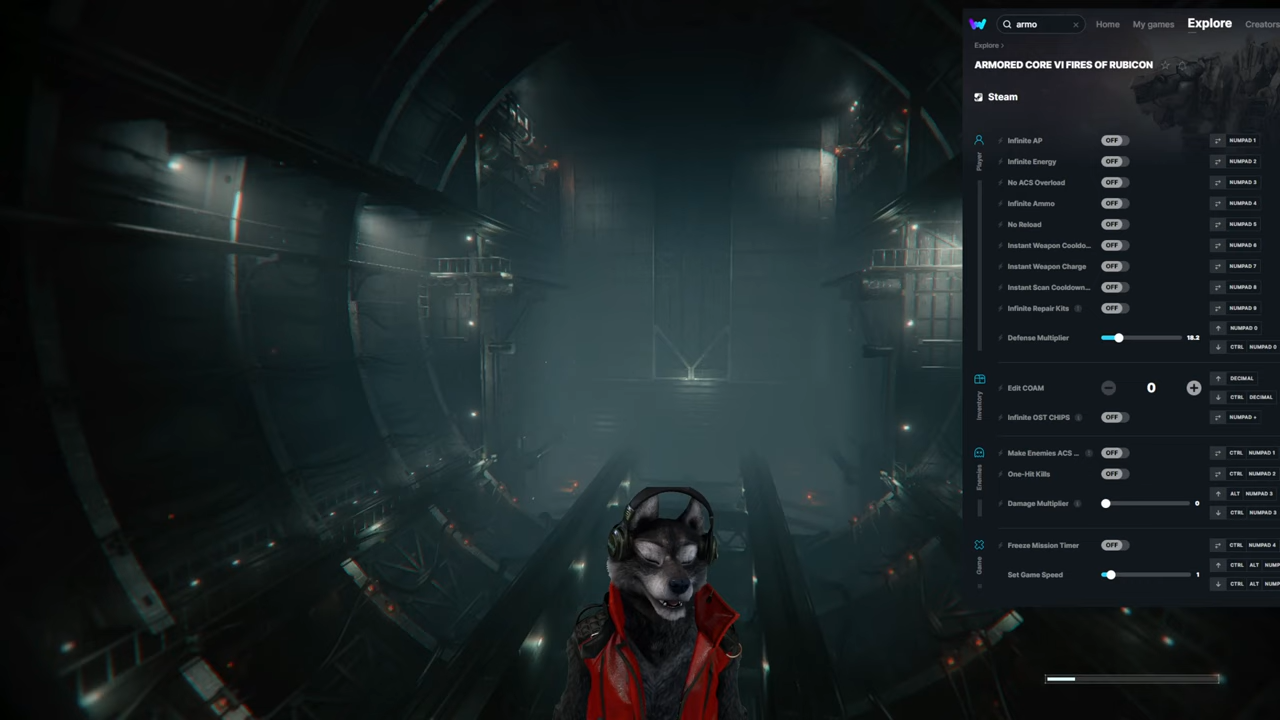 armo
Home My games Explore Creators
Explore
ARMORED CORE VI FIRES OF RUBICON
Steam
Player
Infinite AP OFF NUMPAD 1
Infinite Energy OFF NUMPAD 2
No ACS Overload OFF NUMPAD 3
Infinite Ammo OFF NUMPAD 4
No Reload OFF NUMPAD 5
Instant Weapon Cooldo... OFF NUMPAD 6
Instant Weapon Charge OFF NUMPAD 7
Instant Scan Cooldown... OFF NUMPAD 8
Infinite Repair Kits OFF NUMPAD 9
NUMPAD 0
Defense Multiplier 18.2
CTRL NUMPAD 0
Inventory
DECIMAL
Edit COAM 0
CTRL DECIMAL
Infinite OST CHIPS OFF NUMPAD +
Enemies
Make Enemies ACS ... OFF CTRL NUMPAD 1
One-Hit Kills OFF CTRL NUMPAD 2
ALT NUMPAD 3
Damage Multiplier 0
CTRL NUMPAD 3
Game
Freeze Mission Timer OFF CTRL NUMPAD 4
CTRL ALT NUMP
Set Game Speed 1
CTRL ALT NUMP